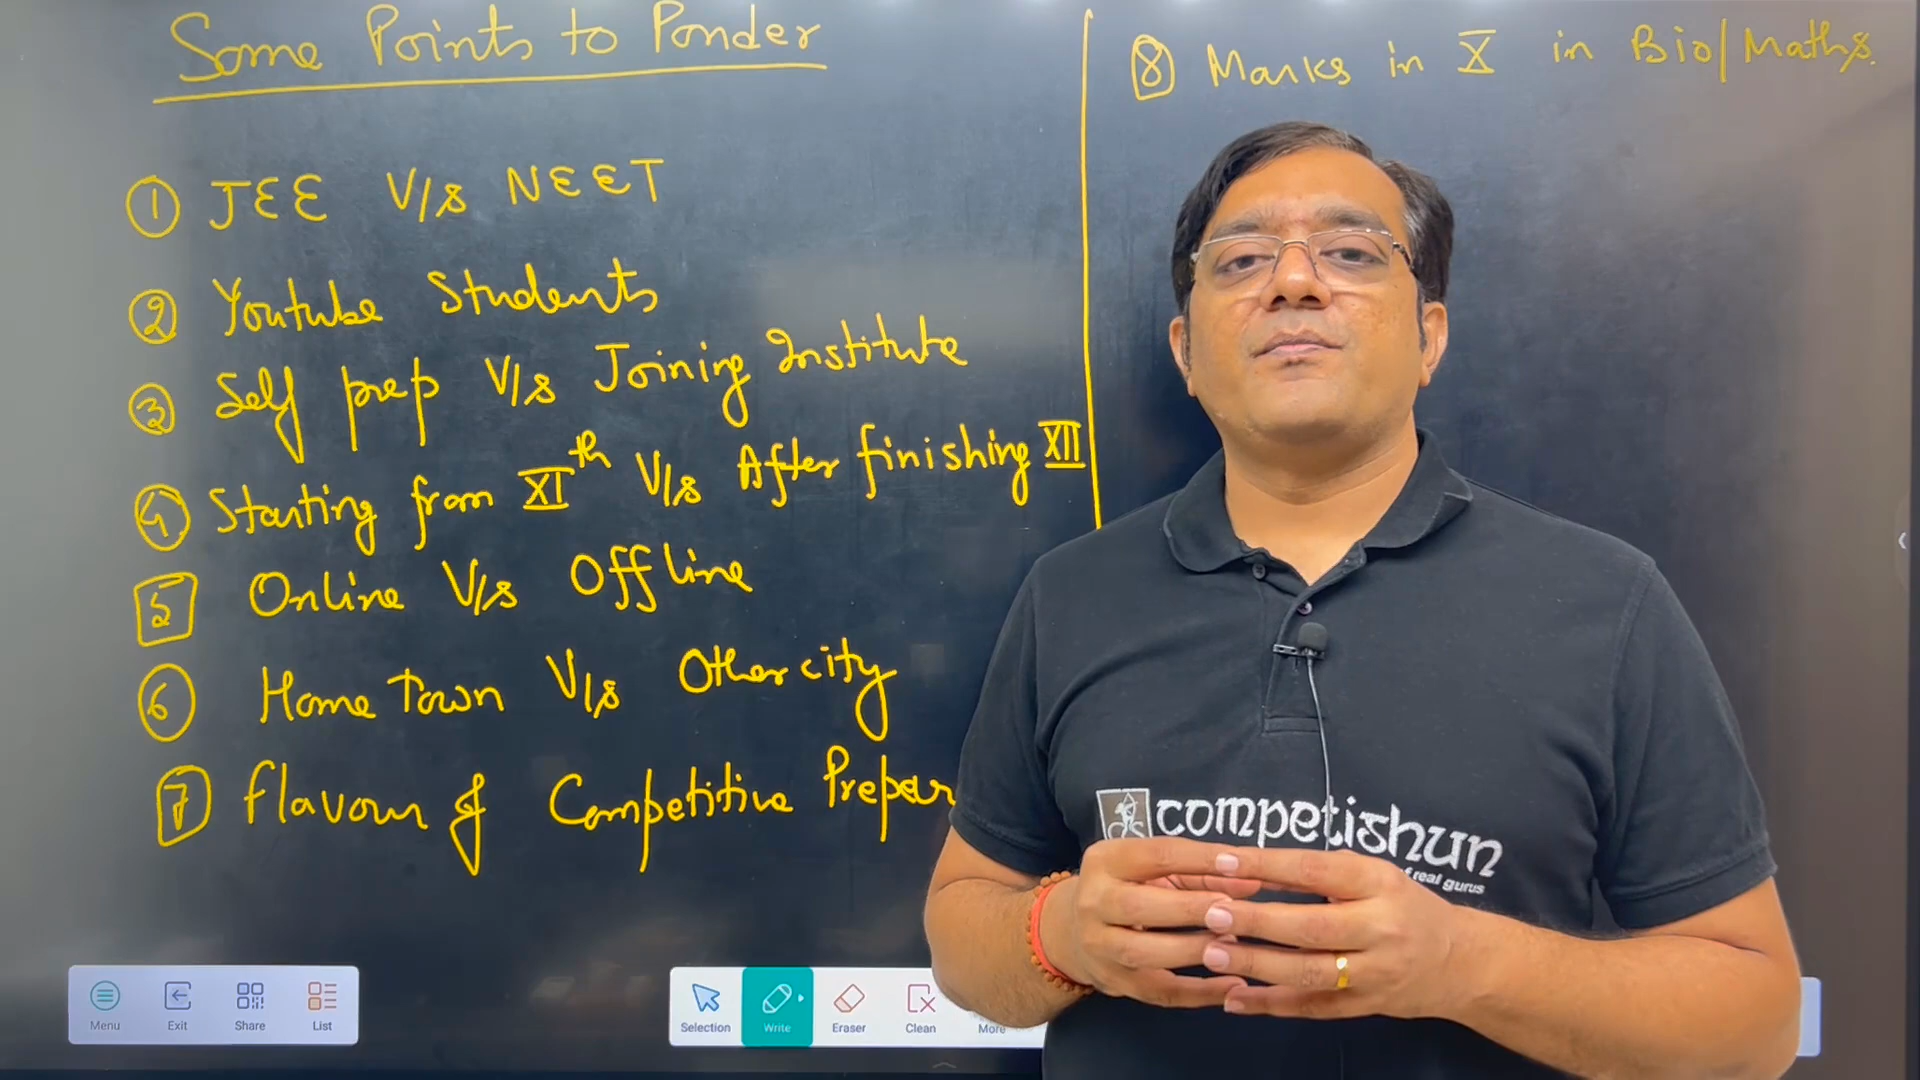 Some Points to Ponder
① JEE V/s NEET
② Youtube Students
③ Self prep V/s Joining Institute
④ Starting from XIth V/s After finishing XII
5 Online V/s Offline
⑥ Home Town V/s Other city
7 flavour of Competitive Prepar
⑧ Marks in X in Bio/Maths.
competishun
of real gurus
Menu Exit Share List
Selection Write Eraser Clean More